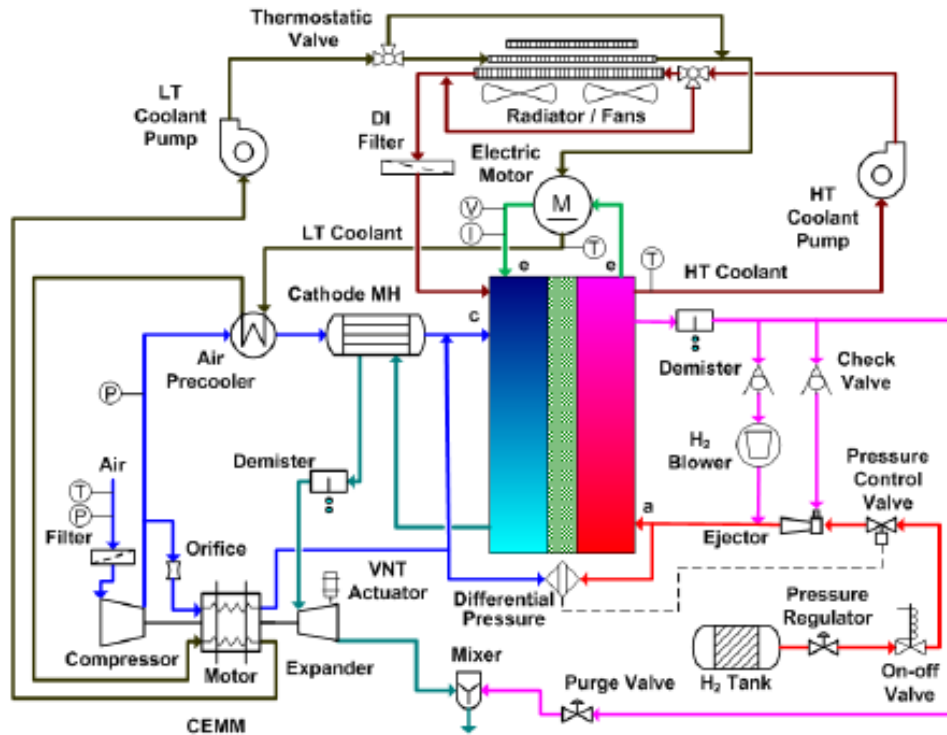 Thermostatic
Valve
LT
Coolant
Pump
DI
Filter
Radiator / Fans
Electric
Motor
HT
Coolant
Pump
V
I
M
T
LT Coolant
e
e
T
HT Coolant
Cathode MH
c
Air
Precooler
Demister
Check
Valve
P
H2
Blower
Pressure
Control
Valve
Air
T
P
Filter
Demister
a
Ejector
Orifice
VNT
Actuator
Differential
Pressure
Pressure
Regulator
Compressor
Motor
Expander
Mixer
Purge Valve
H2 Tank
On-off
Valve
CEMM